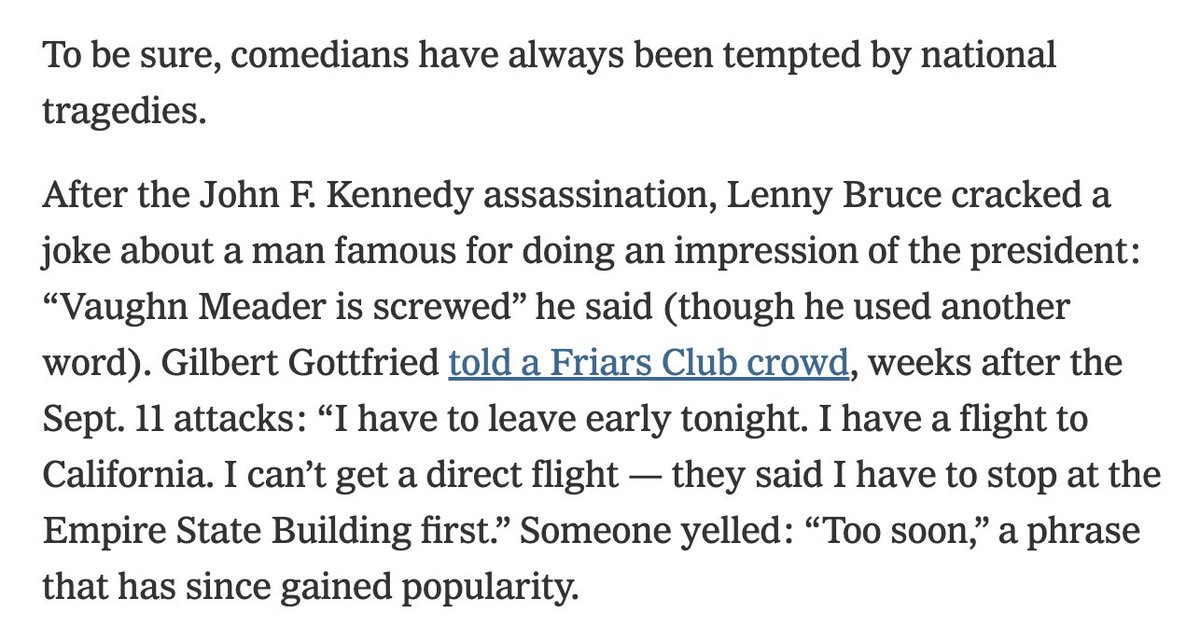 To be sure, comedians have always been tempted by national
tragedies.
After the John F. Kennedy assassination, Lenny Bruce cracked a
joke about a man famous for doing an impression of the president:
“Vaughn Meader is screwed” he said (though he used another
word). Gilbert Gottfried told a Friars Club crowd, weeks after the
Sept. 11 attacks: “I have to leave early tonight. I have a flight to
California. I can’t get a direct flight — they said I have to stop at the
Empire State Building first.” Someone yelled: “Too soon,” a phrase
that has since gained popularity.